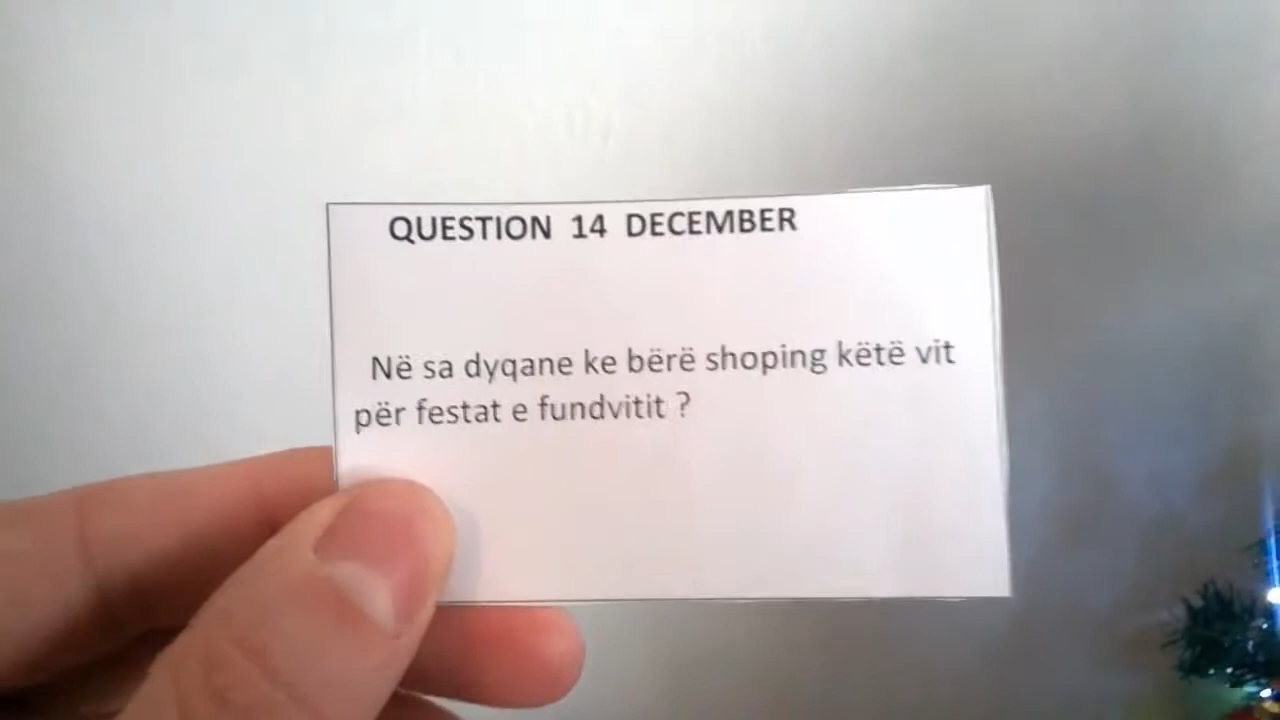 QUESTION 14 DECEMBER
Në sa dyqane ke bërë shoping këtë vit
për festat e fundvitit ?